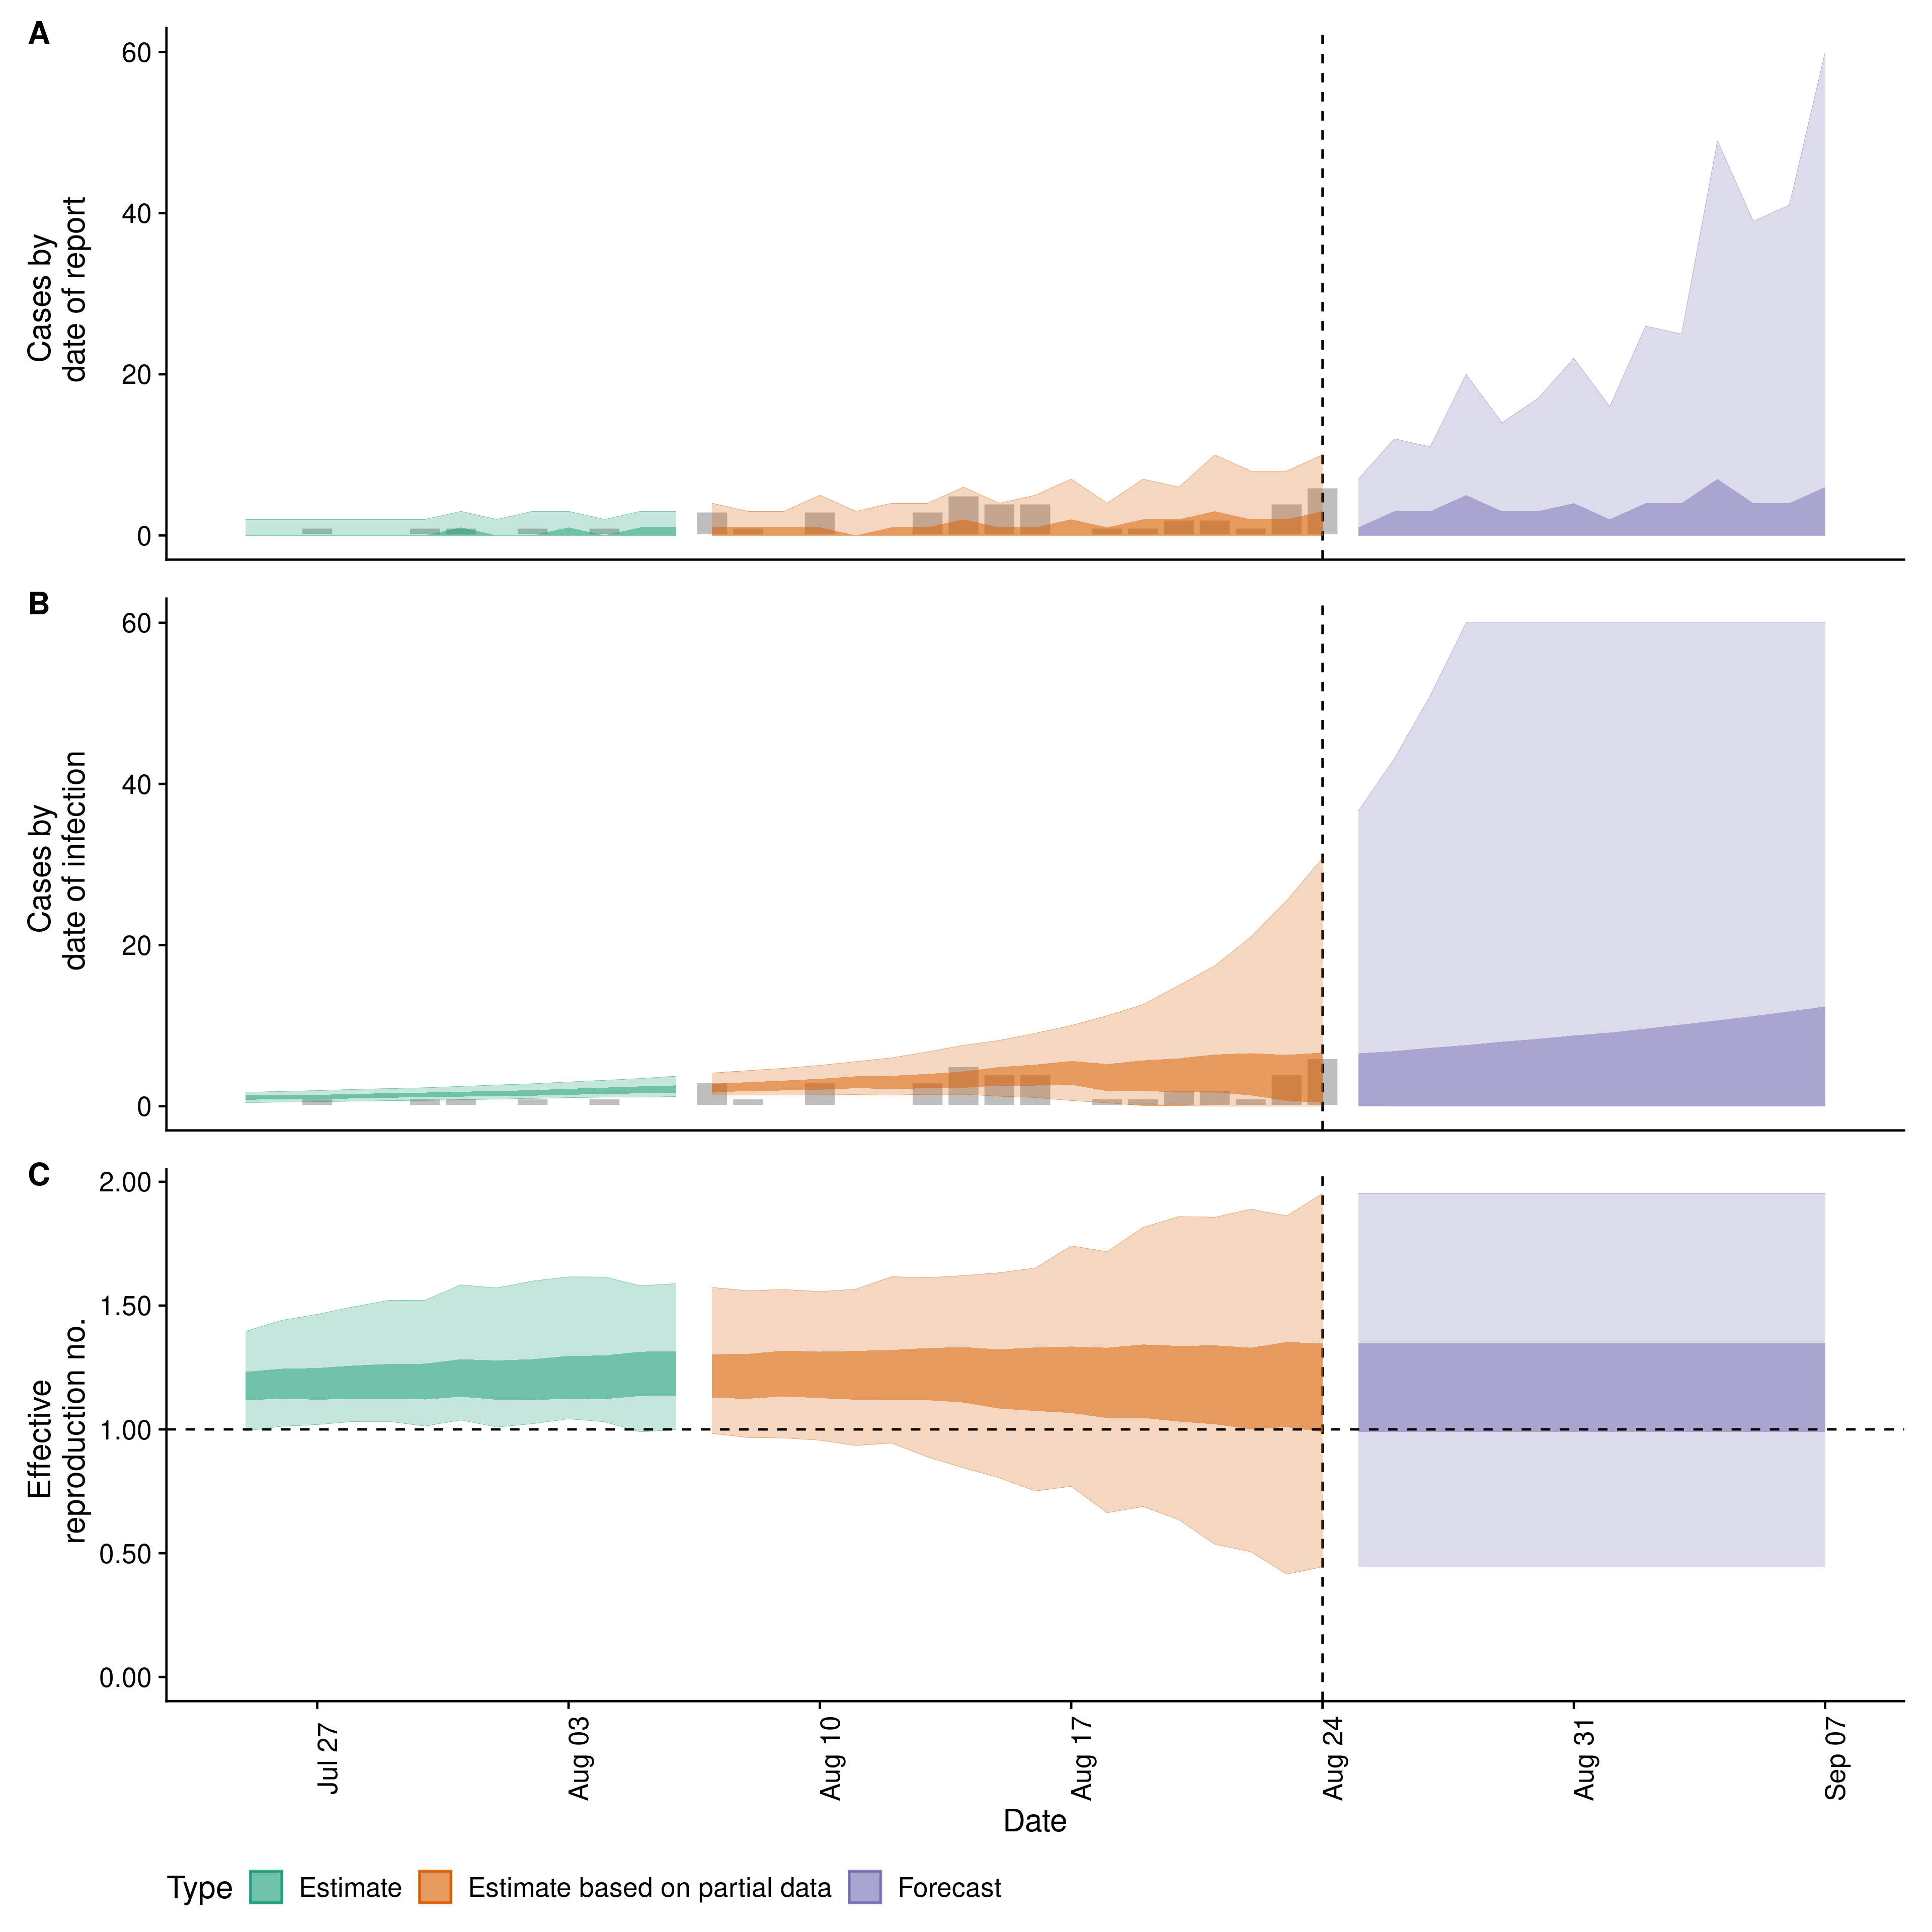 A
60
40
20
0
Cases by
date of report
B
60
40
20
0
Cases by
date of infection
C
2.00
1.50
1.00
0.50
0.00
Effective
reproduction no.
Jul 27
Aug 03
Aug 10
Aug 17
Aug 24
Aug 31
Sep 07
Date
Type
Estimate
Estimate based on partial data
Forecast